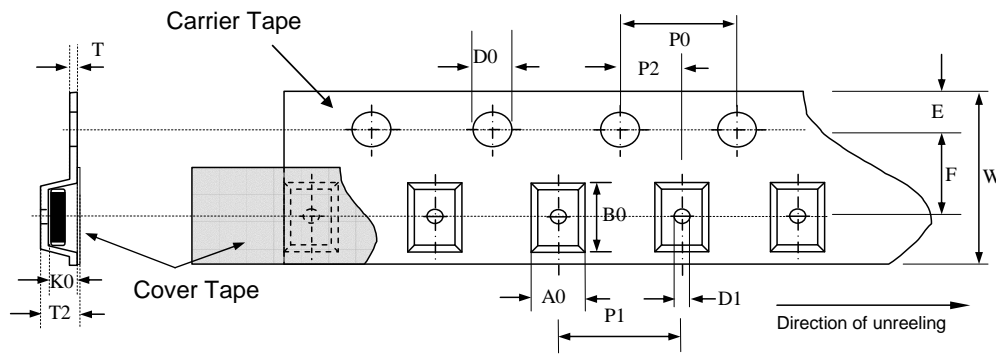 Carrier Tape
P0
T
D0
P2
E
F
W
B0
K0
Cover Tape
A0
D1
T2
P1
Direction of unreeling